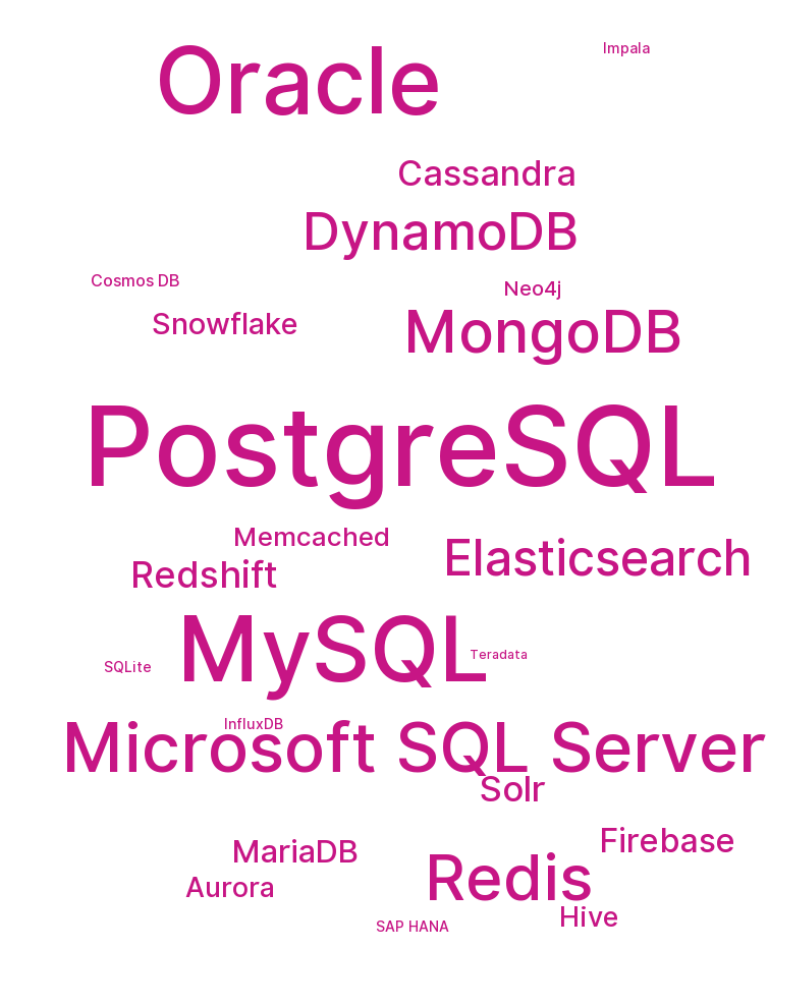 Oracle
Impala
Cassandra
DynamoDB
Cosmos DB
Neo4j
Snowflake
MongoDB
PostgreSQL
Memcached
Elasticsearch
Redshift
MySQL
Teradata
SQLite
InfluxDB
Microsoft SQL Server
Solr
Firebase
MariaDB
Redis
Aurora
Hive
SAP HANA